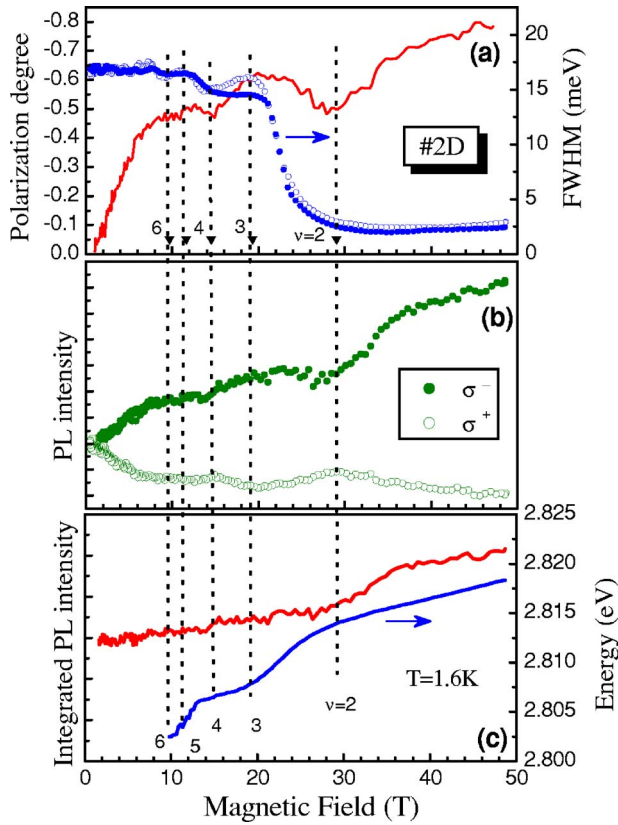 -0.8
-0.7
-0.6
-0.5
-0.4
-0.3
-0.2
-0.1
0.0
Polarization degree
(a)
#2D
6
4
3
ν=2
20
15
10
5
0
FWHM (meV)
PL intensity
(b)
σ−
σ+
Integrated PL intensity
2.825
2.820
2.815
2.810
2.805
2.800
Energy (eV)
T=1.6K
ν=2
3
4
5
6
(c)
0 10 20 30 40 50
Magnetic Field (T)